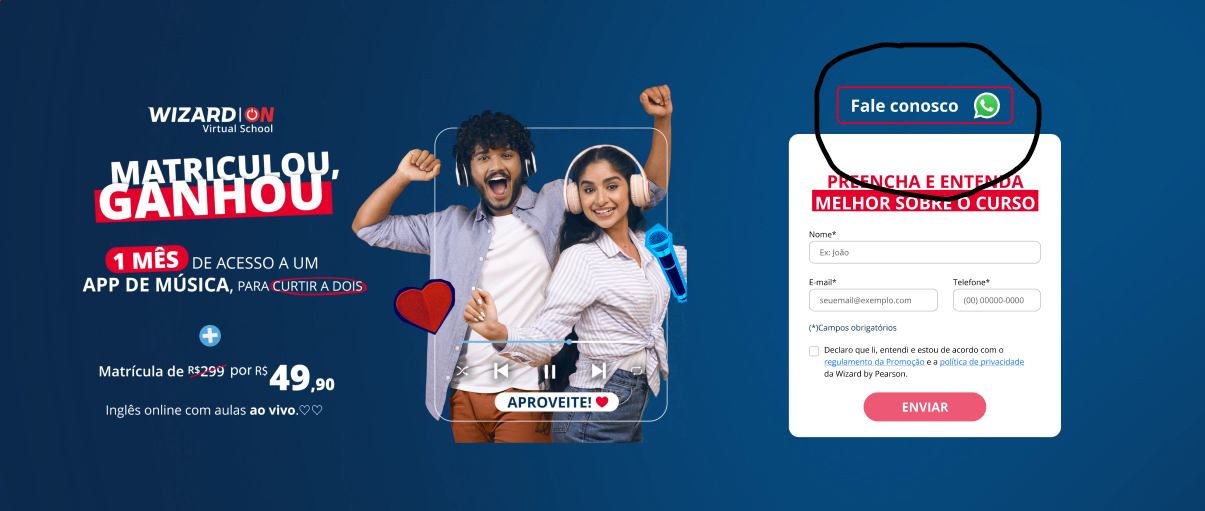 WIZARD ON
Virtual School
MATRICULOU,
GANHOU
1 MÊS DE ACESSO A UM
APP DE MÚSICA, PARA CURTIR A DOIS
Matrícula de R$299 por R$ 49,90
Inglês online com aulas ao vivo.♡♡
APROVEITE!
Fale conosco
PREENCHA E ENTENDA
MELHOR SOBRE O CURSO
Nome*
Ex: João
E-mail* Telefone*
seuemail@exemplo.com (00) 00000-0000
(*)Campos obrigatórios
Declaro que li, entendi e estou de acordo com o
regulamento da Promoção e a política de privacidade
da Wizard by Pearson.
ENVIAR